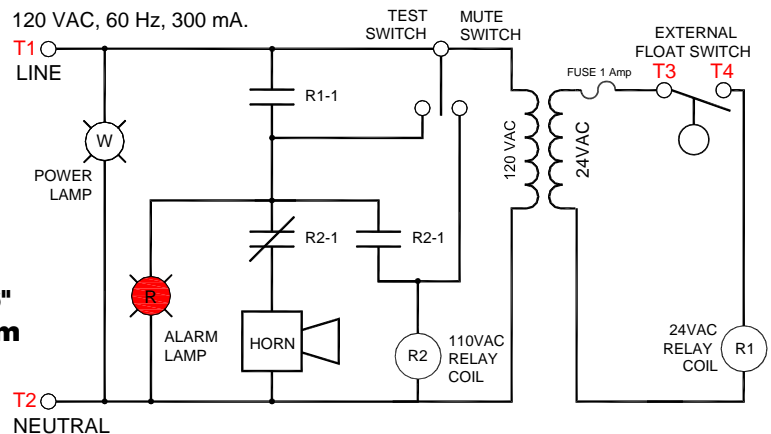 120 VAC, 60 Hz, 300 mA.
T1
LINE
TEST
SWITCH
MUTE
SWITCH
EXTERNAL
FLOAT SWITCH
FUSE 1 Amp
T3
T4
R1-1
W
POWER
LAMP
120 VAC
24VAC
R2-1
R2-1
"
m
R
ALARM
LAMP
HORN
R2
110VAC
RELAY
COIL
24VAC
RELAY
COIL
R1
T2
NEUTRAL